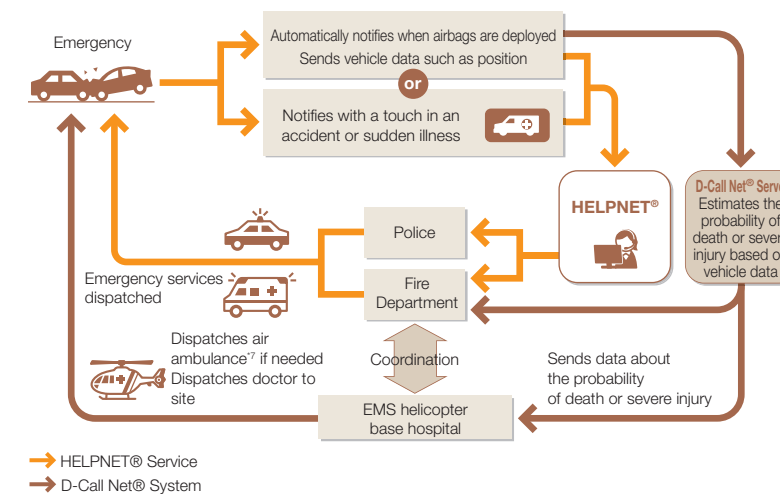 Emergency
Automatically notifies when airbags are deployed
Sends vehicle data such as position
or
Notifies with a touch in an
accident or sudden illness
HELPNET®
D-Call Net® Serve
Estimates the
probability of
death or severe
injury based o
vehicle data
Police
Fire
Department
Emergency services
dispatched
Dispatches air
ambulance*7 if needed
Dispatches doctor to
site
Coordination
Sends data about
the probability
of death or severe injury
EMS helicopter
base hospital
HELPNET® Service
D-Call Net® System